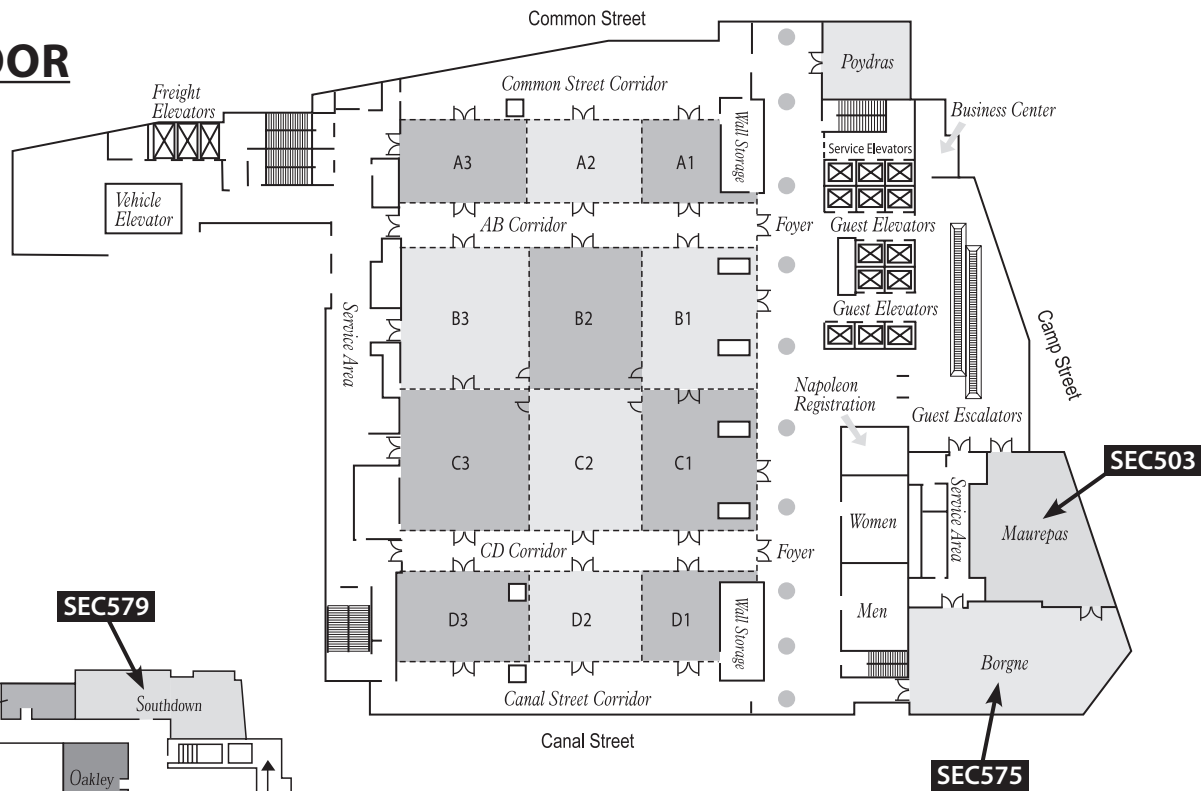 Common Street
OOR
Poydras
Common Street Corridor
Freight
Elevators
Business Center
Wall Storage
Service Elevators
A3
A2
A1
Vehicle
Elevator
AB Corridor
Foyer
Guest Elevators
Guest Elevators
Service Area
B3
B2
B1
Camp Street
Napoleon
Registration
Guest Escalators
SEC503
C3
C2
C1
Service Area
Women
Maurepas
CD Corridor
Foyer
SEC579
D3
D2
D1
Wall Storage
Men
Borgne
Southdown
Canal Street Corridor
Canal Street
SEC575
Oakley